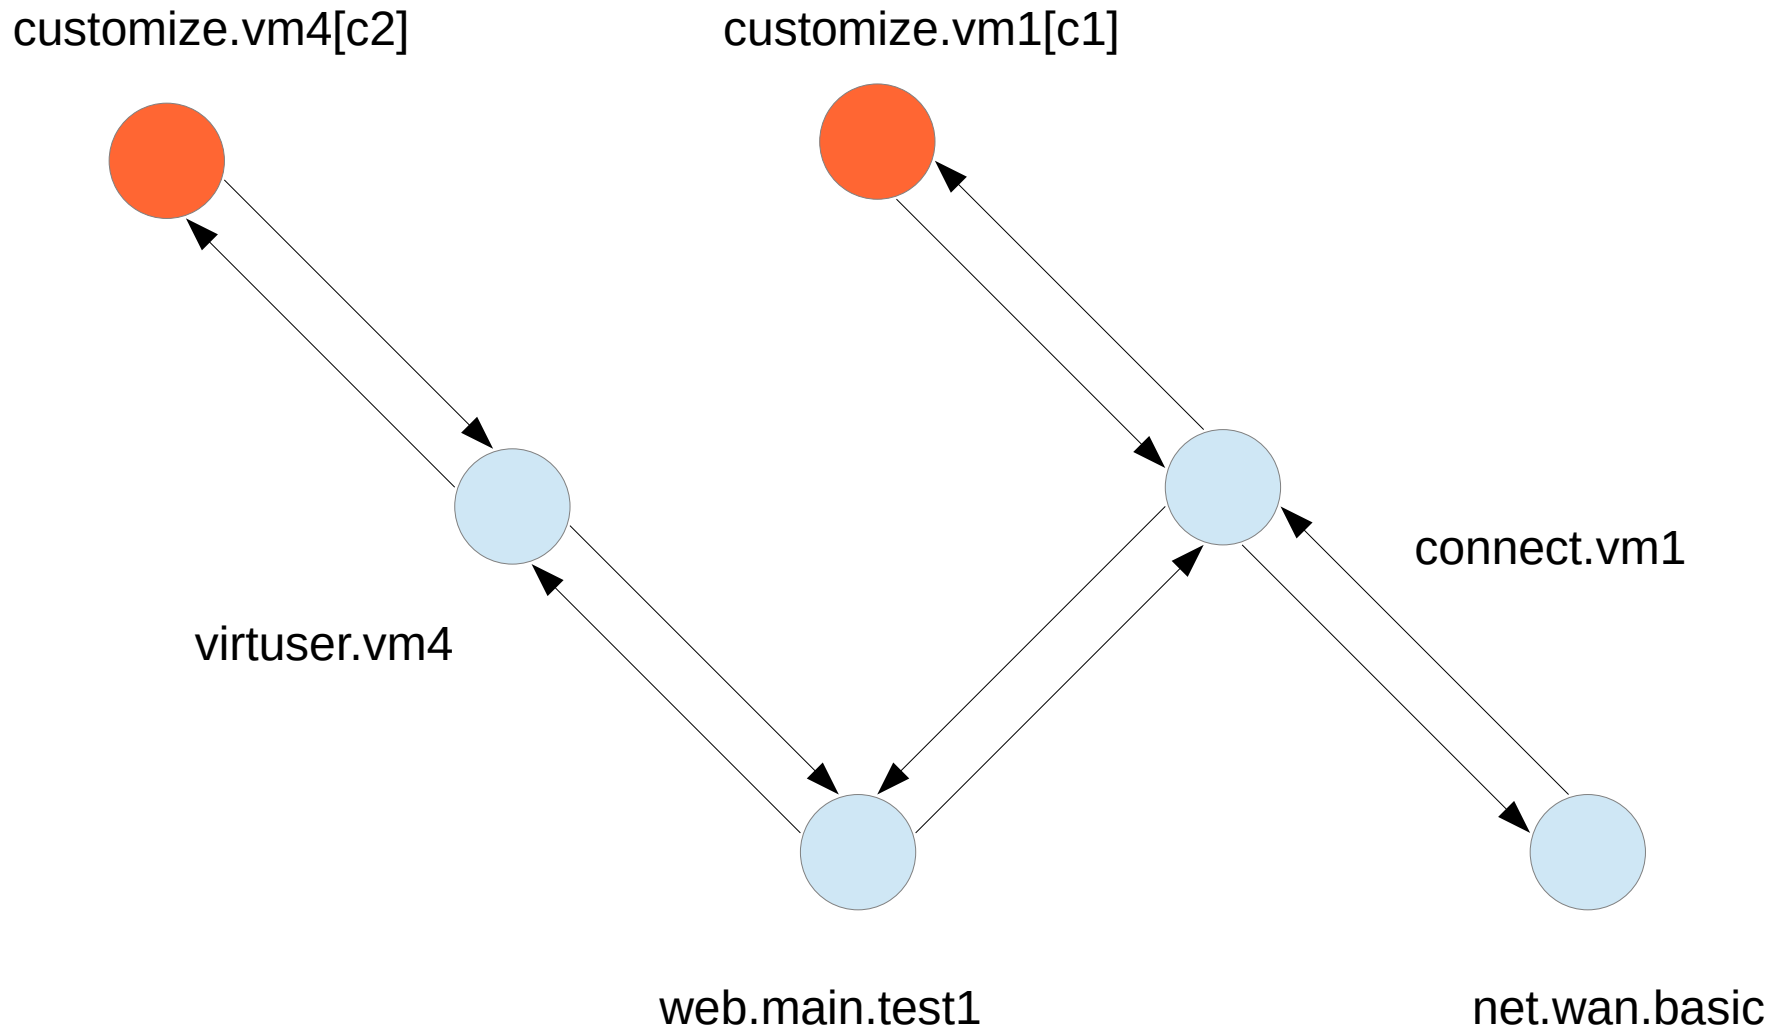 customize.vm4[c2]
customize.vm1[c1]
connect.vm1
virtuser.vm4
web.main.test1
net.wan.basic